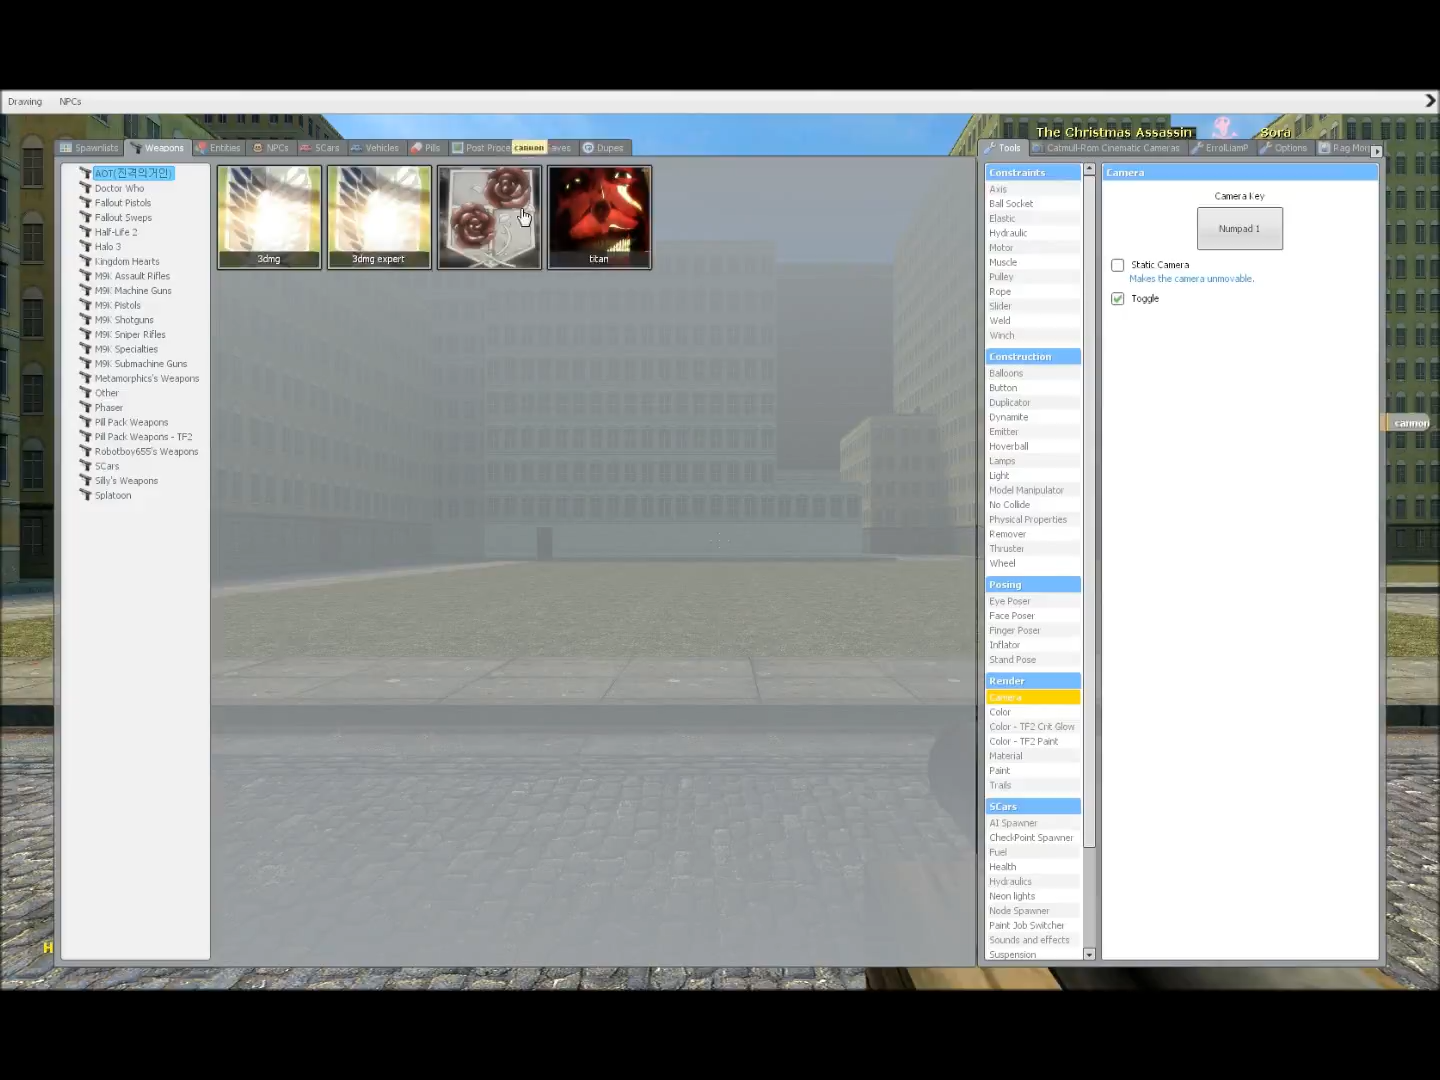 Drawing NPCs
The Christmas Assassin Sora
Spawnlists Weapons Entities NPCs SCars Vehicles Pills Post Proce cannon aves Dupes
Tools Catmull-Rom Cinematic Cameras ErrolLiamP Options Rag Mor
AOT(진격의거인)
Doctor Who
Fallout Pistols
Fallout Sweps
Half-Life 2
Halo 3
Kingdom Hearts
M9K Assault Rifles
M9K Machine Guns
M9K Pistols
M9K Shotguns
M9K Sniper Rifles
M9K Specialties
M9K Submachine Guns
Metamorphics's Weapons
Other
Phaser
Pill Pack Weapons
Pill Pack Weapons - TF2
Robotboy655's Weapons
SCars
Silly's Weapons
Splatoon
3dmg 3dmg expert titan
Constraints
Axis
Ball Socket
Elastic
Hydraulic
Motor
Muscle
Pulley
Rope
Slider
Weld
Winch
Construction
Balloons
Button
Duplicator
Dynamite
Emitter
Hoverball
Lamps
Light
Model Manipulator
No Collide
Physical Properties
Remover
Thruster
Wheel
Posing
Eye Poser
Face Poser
Finger Poser
Inflator
Stand Pose
Render
Camera
Color
Color - TF2 Crit Glow
Color - TF2 Paint
Material
Paint
Trails
SCars
AI Spawner
CheckPoint Spawner
Fuel
Health
Hydraulics
Neon lights
Node Spawner
Paint Job Switcher
Sounds and effects
Suspension
Camera
Camera Key
Numpad 1
Static Camera
Makes the camera unmovable.
Toggle
cannon
H